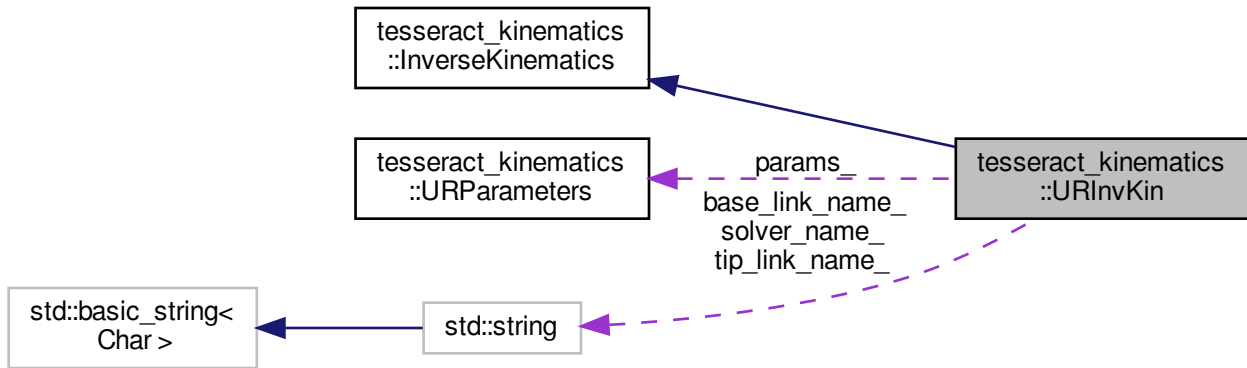 tesseract_kinematics
::InverseKinematics
tesseract_kinematics
::URParameters
params_
base_link_name_
solver_name_
tip_link_name_
tesseract_kinematics
::URInvKin
std::basic_string<
Char >
std::string